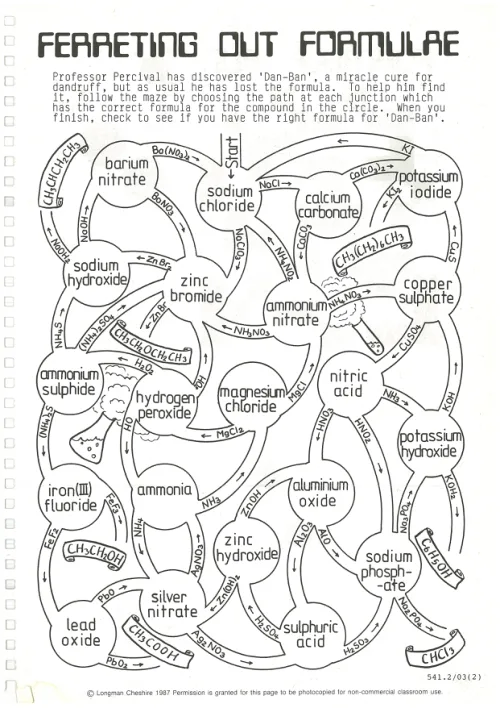 FERRETING OUT FORMULAE
Professor Percival has discovered 'Dan-Ban', a miracle cure for
dandruff, but as usual he has lost the formula. To help him find
it, follow the maze by choosing the path at each junction which
has the correct formula for the compound in the circle. When you
finish, check to see if you have the right formula for 'Dan-Ban'.
Start
CH₃CHCH₂CH₃
barium
nitrate
Ba(NO₃)₂
BaNO₃
sodium
chloride
NaCl
NaClO₃
calcium
carbonate
Ca(CO₃)₂
CaCO₃
potassium
iodide
KI
KI₂
CH₃(CH₂)₆CH₃
NaOH
NaOH₂
sodium
hydroxide
zinc
bromide
ZnBr₂
ZnBr
ammonium
nitrate
NH₄NO₂
NH₄NO₃
NH₃NO₃
copper
sulphate
CuS
CuSO₄
NH₄S
(NH₄)₂SO₄
CH₃CH₂OCH₂CH₃
ammonium
sulphide
(NH₄)₂S
hydrogen
peroxide
H₂O₂
OH
HO
magnesium
chloride
MgCl
MgCl₂
nitric
acid
NH₃
HNO₃
HNO₂
potassium
hydroxide
KOH
KOH₂
iron(III)
fluoride
FeF₃
FeF₂
CH₃CH₂OH
ammonia
NH₃
NH₄
aluminium
oxide
Al₂O₃
AlO
zinc
hydroxide
ZnOH
Zn(OH)₂
sodium
phosph-
-ate
Na₃PO₄
Na₂PO₄
C₆H₅OH
lead
oxide
PbO
PbO₂
silver
nitrate
AgNO₃
Ag₂NO₃
CH₃COOH
sulphuric
acid
H₂SO₄
H₂SO₃
CHCl₃
541.2/03(2)
© Longman Cheshire 1987 Permission is granted for this page to be photocopied for non-commercial classroom use.